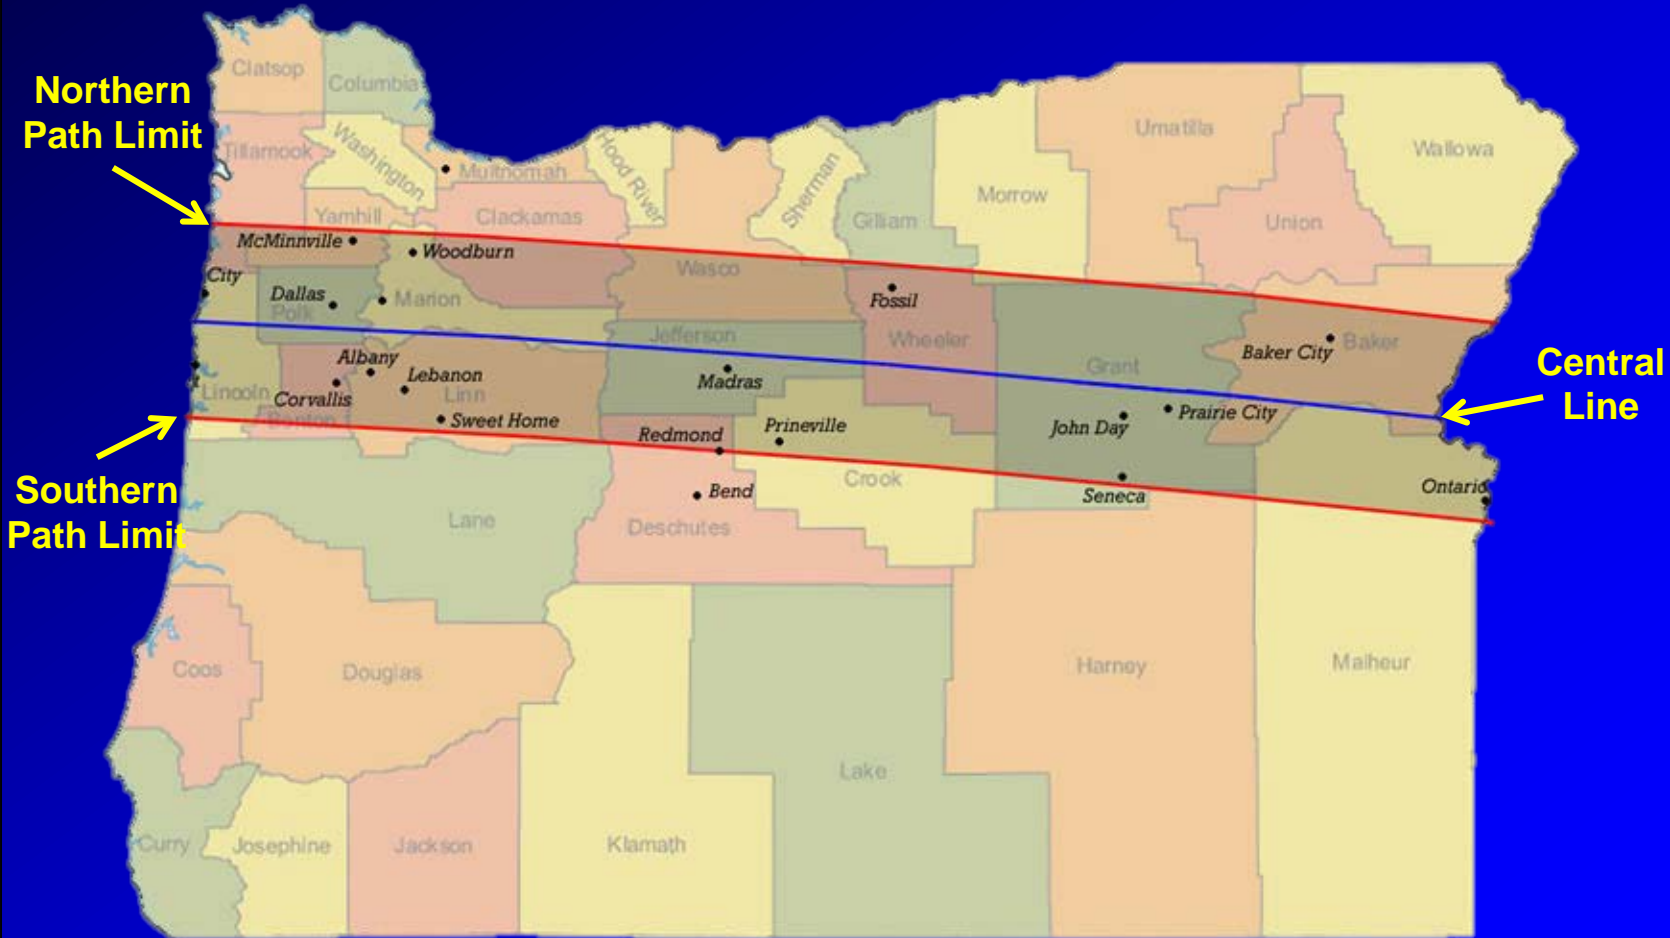 Northern
Path Limit
Southern
Path Limit
Central
Line
Clatsop
Columbia
Tillamook
Washington
Multnomah
Hood River
Sherman
Gilliam
Morrow
Umatilla
Union
Wallowa
Yamhill
Clackamas
McMinnville
Woodburn
Wasco
City
Dallas
Polk
Marion
Fossil
Wheeler
Jefferson
Grant
Baker City
Baker
Albany
Lebanon
Linn
Lincoln
Corvallis
Benton
Sweet Home
Madras
Prineville
Redmond
John Day
Prairie City
Crook
Seneca
Ontario
Bend
Deschutes
Lane
Coos
Douglas
Harney
Malheur
Lake
Curry
Josephine
Jackson
Klamath